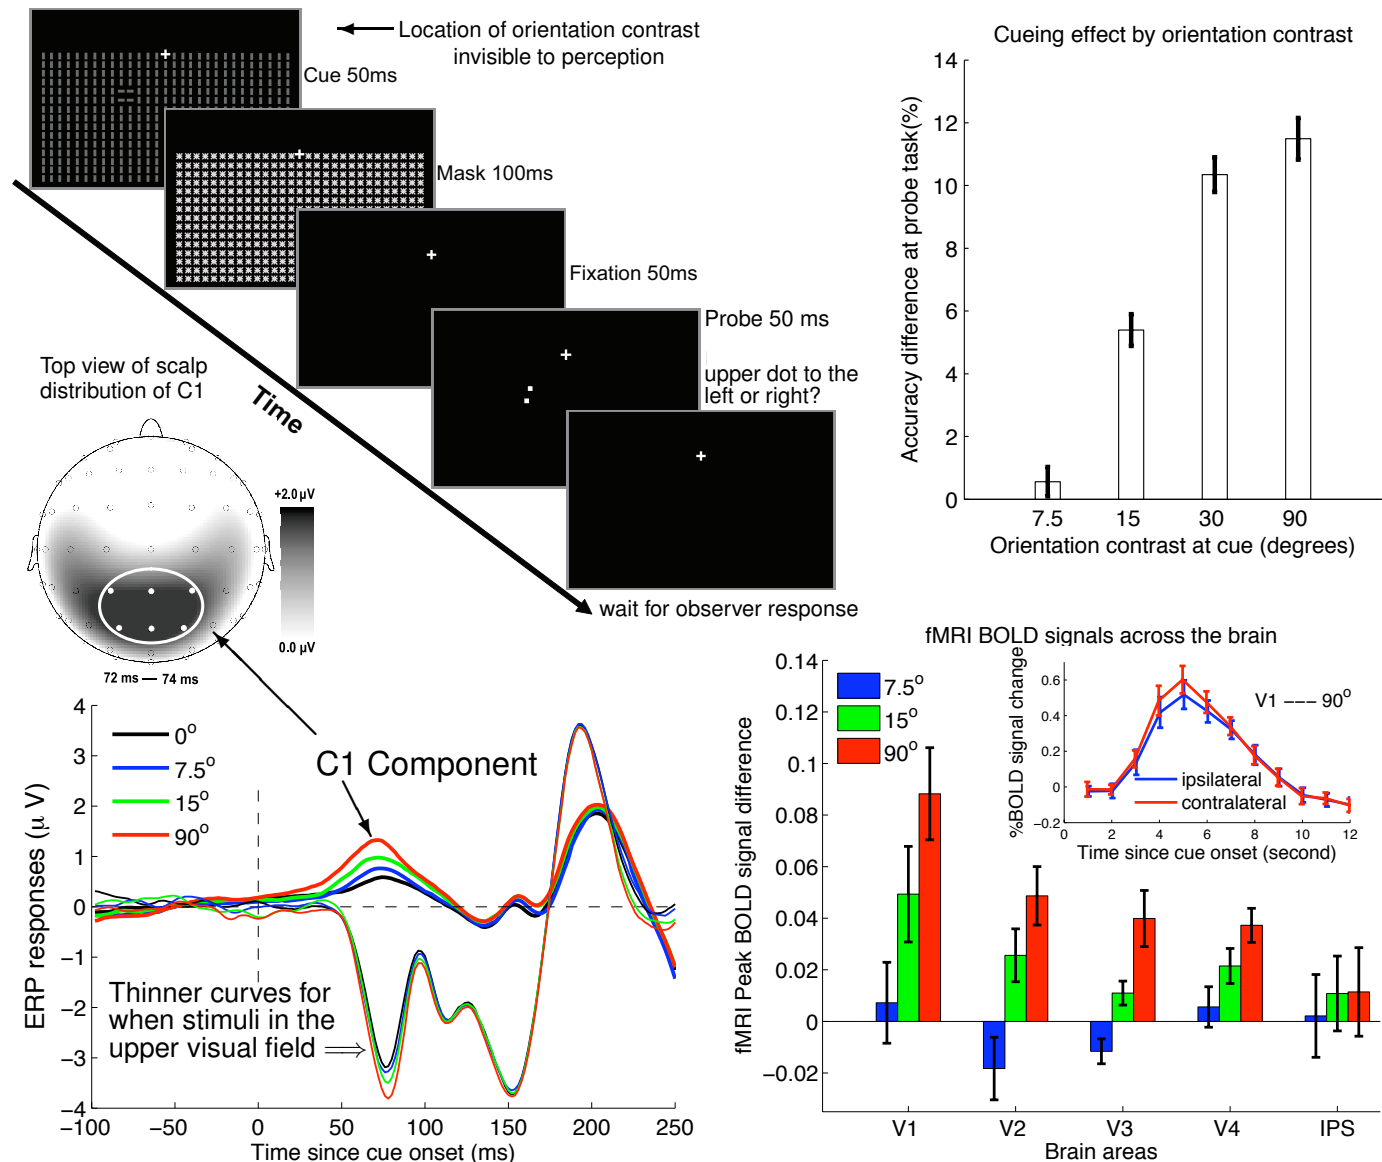 Location of orientation contrast
invisible to perception
Cue 50ms
Mask 100ms
Fixation 50ms
Probe 50 ms
upper dot to the
left or right?
wait for observer response
Time
Cueing effect by orientation contrast
Accuracy difference at probe task(%)
14
12
10
8
6
4
2
0
7.5 15 30 90
Orientation contrast at cue (degrees)
Top view of scalp
distribution of C1
+2.0 µV
0.0 µV
72 ms — 74 ms
C1 Component
ERP responses (µ V)
4
3
2
1
0
−1
−2
−3
−4
0°
7.5°
15°
90°
Thinner curves for
when stimuli in the
upper visual field
−100 −50 0 50 100 150 200 250
Time since cue onset (ms)
fMRI BOLD signals across the brain
fMRI Peak BOLD signal difference
0.14
0.12
0.1
0.08
0.06
0.04
0.02
0
−0.02
7.5°
15°
90°
V1 V2 V3 V4 IPS
Brain areas
%BOLD signal change
0.6
0.4
0.2
0
−0.2
V1 −−− 90°
ipsilateral
contralateral
0 2 4 6 8 10 12
Time since cue onset (second)